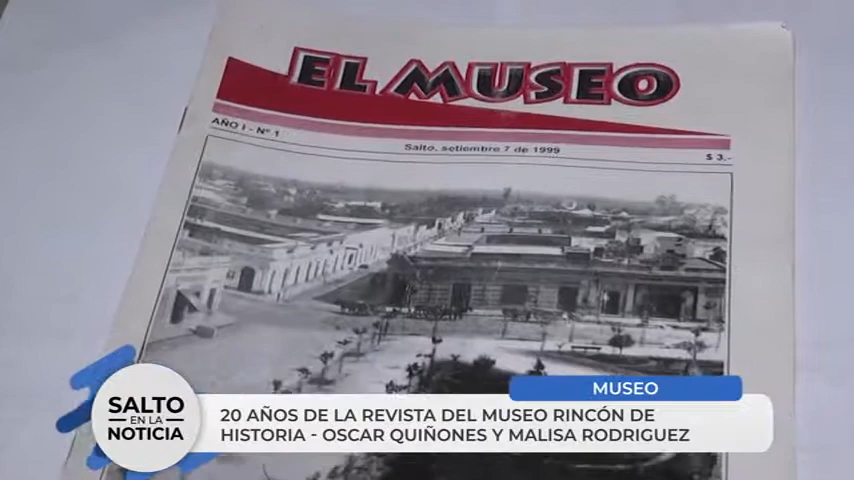 EL MUSEO
AÑO I - Nº 1
Salto, setiembre 7 de 1999
$ 3.-
MUSEO
SALTO
EN LA
NOTICIA
20 AÑOS DE LA REVISTA DEL MUSEO RINCÓN DE
HISTORIA - OSCAR QUIÑONES Y MALISA RODRIGUEZ